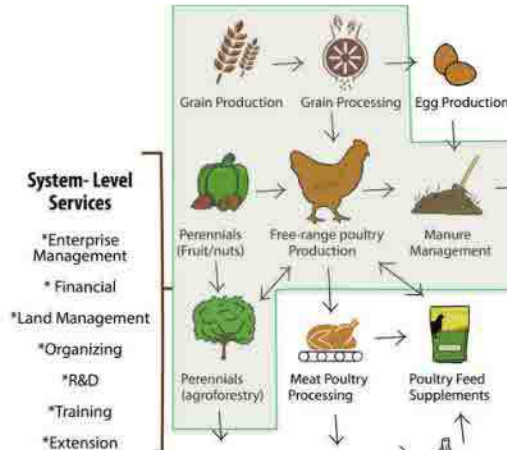 Grain Production
Grain Processing
Egg Production
System- Level
Services
*Enterprise
Management
* Financial
*Land Management
*Organizing
*R&D
*Training
*Extension
Perennials
(Fruit/nuts)
Free-range poultry
Production
Manure
Management
Perennials
(agroforestry)
Meat Poultry
Processing
Poultry Feed
Supplements